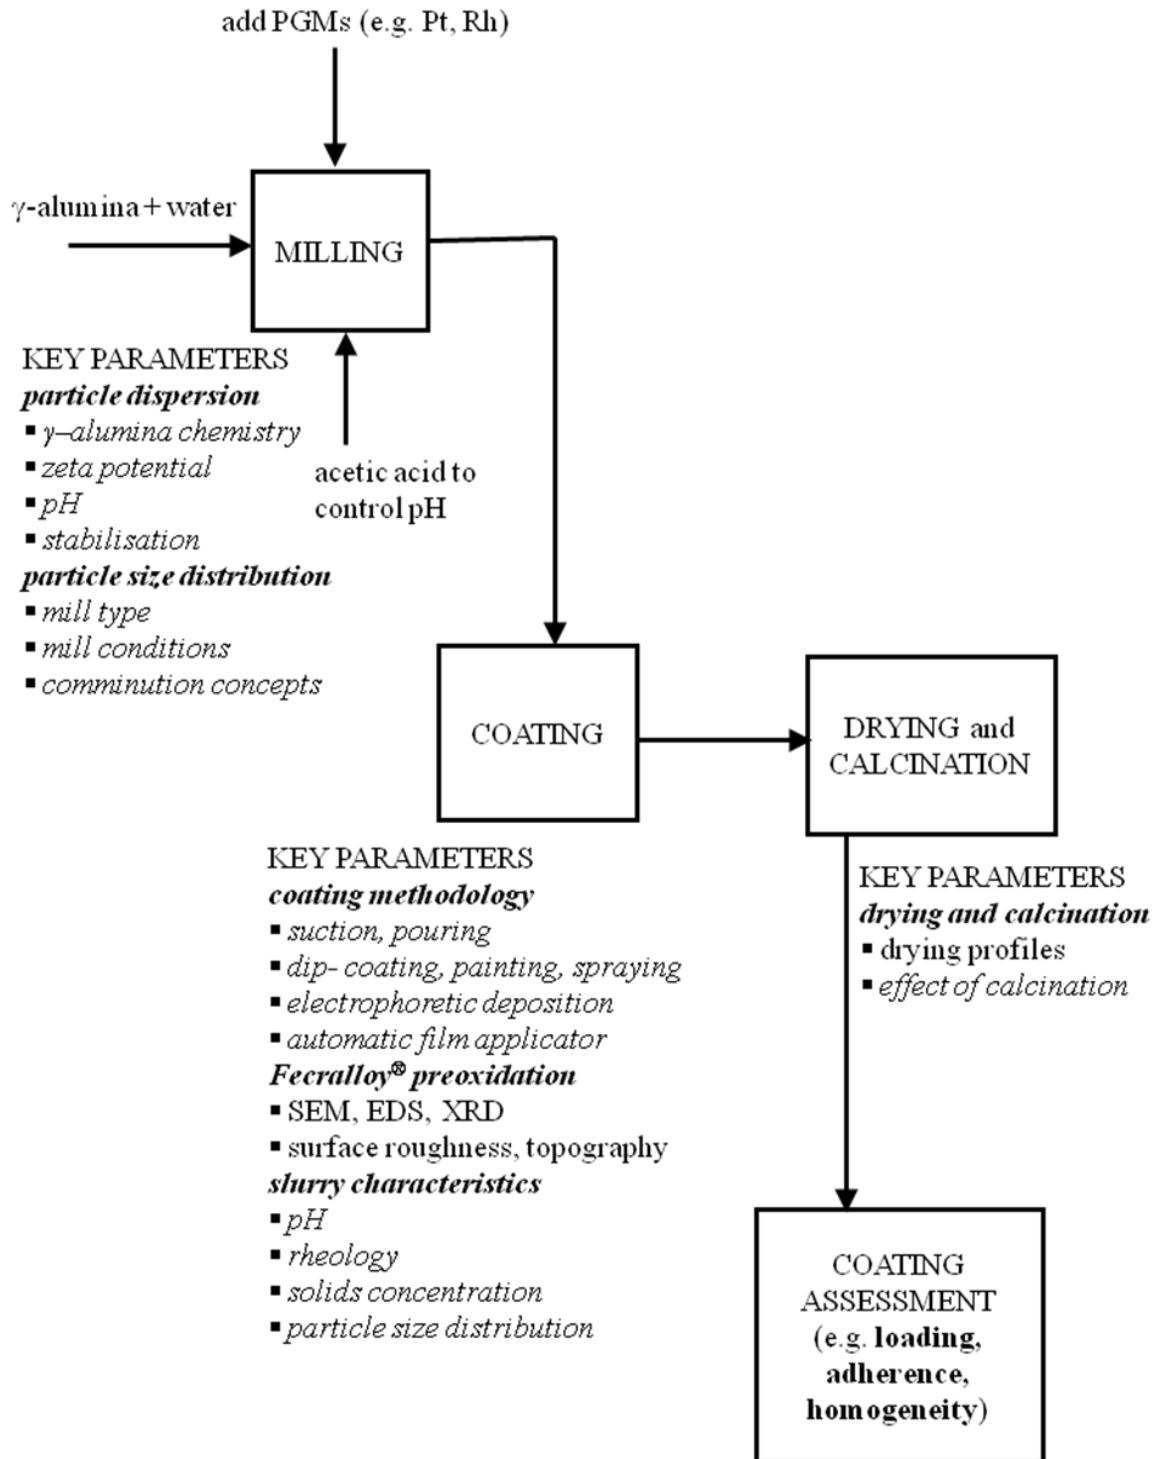 add PGMs (e.g. Pt, Rh)
γ-alumina + water
MILLING
KEY PARAMETERS
particle dispersion
▪ γ–alumina chemistry
▪ zeta potential
▪ pH
▪ stabilisation
particle size distribution
▪ mill type
▪ mill conditions
▪ comminution concepts
acetic acid to
control pH
COATING
DRYING and
CALCINATION
KEY PARAMETERS
coating methodology
▪ suction, pouring
▪ dip- coating, painting, spraying
▪ electrophoretic deposition
▪ automatic film applicator
Fecralloy® preoxidation
▪ SEM, EDS, XRD
▪ surface roughness, topography
slurry characteristics
▪ pH
▪ rheology
▪ solids concentration
▪ particle size distribution
KEY PARAMETERS
drying and calcination
▪ drying profiles
▪ effect of calcination
COATING
ASSESSMENT
(e.g. loading,
adherence,
homogeneity)